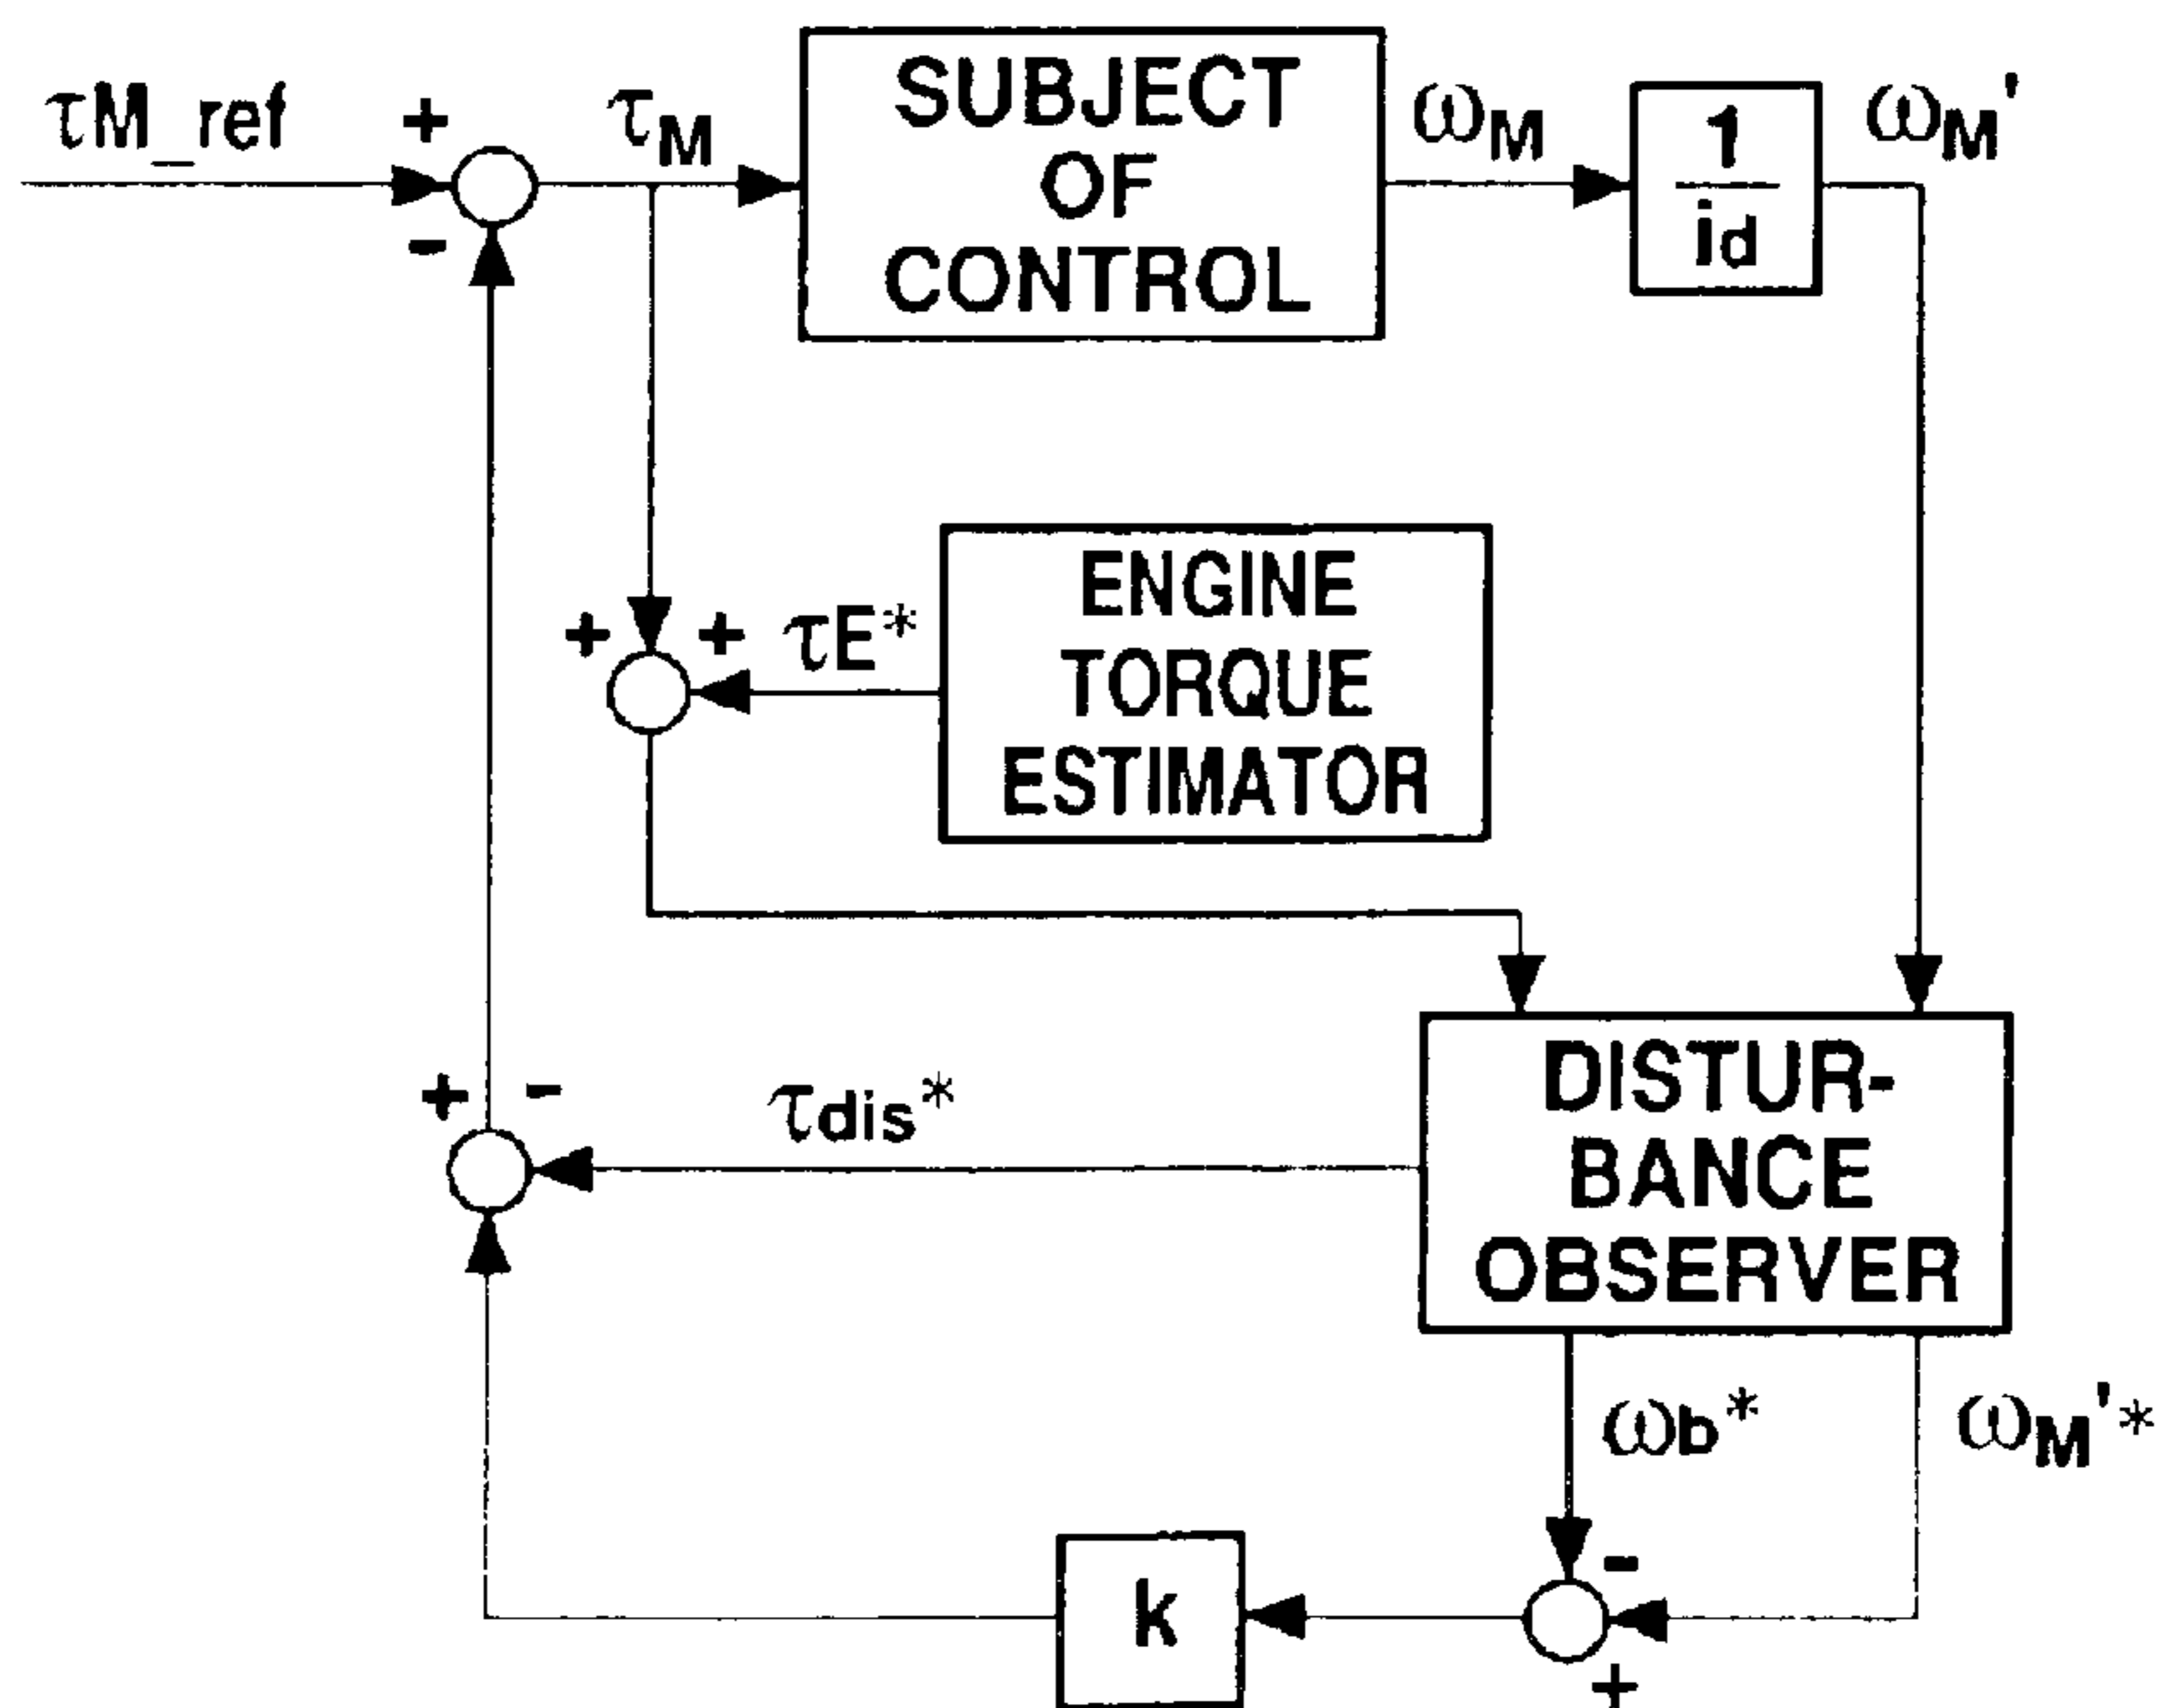 τM_ref
+
-
τM
SUBJECT
OF
CONTROL
ωM
1
id
ωM'
+
+
τE*
ENGINE
TORQUE
ESTIMATOR
+
-
τdis*
DISTUR-
BANCE
OBSERVER
ωb*
ωM'*
-
+
k